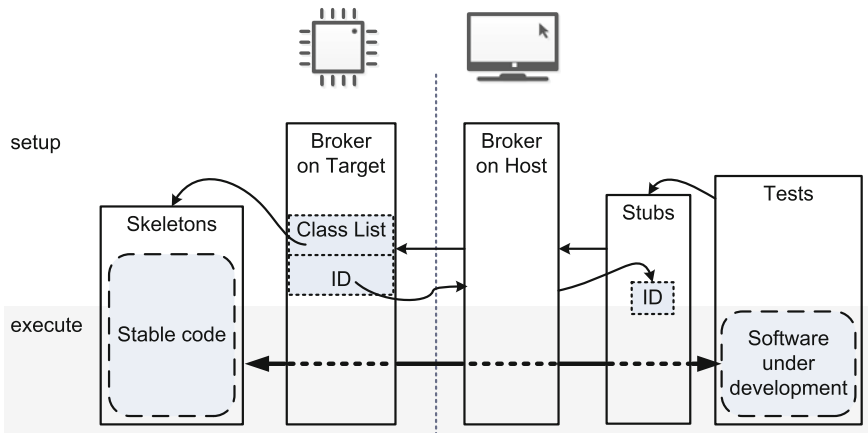 setup
Broker
on Target
Broker
on Host
Skeletons
Stubs
Tests
Class List
ID
ID
execute
Stable code
Software
under
development